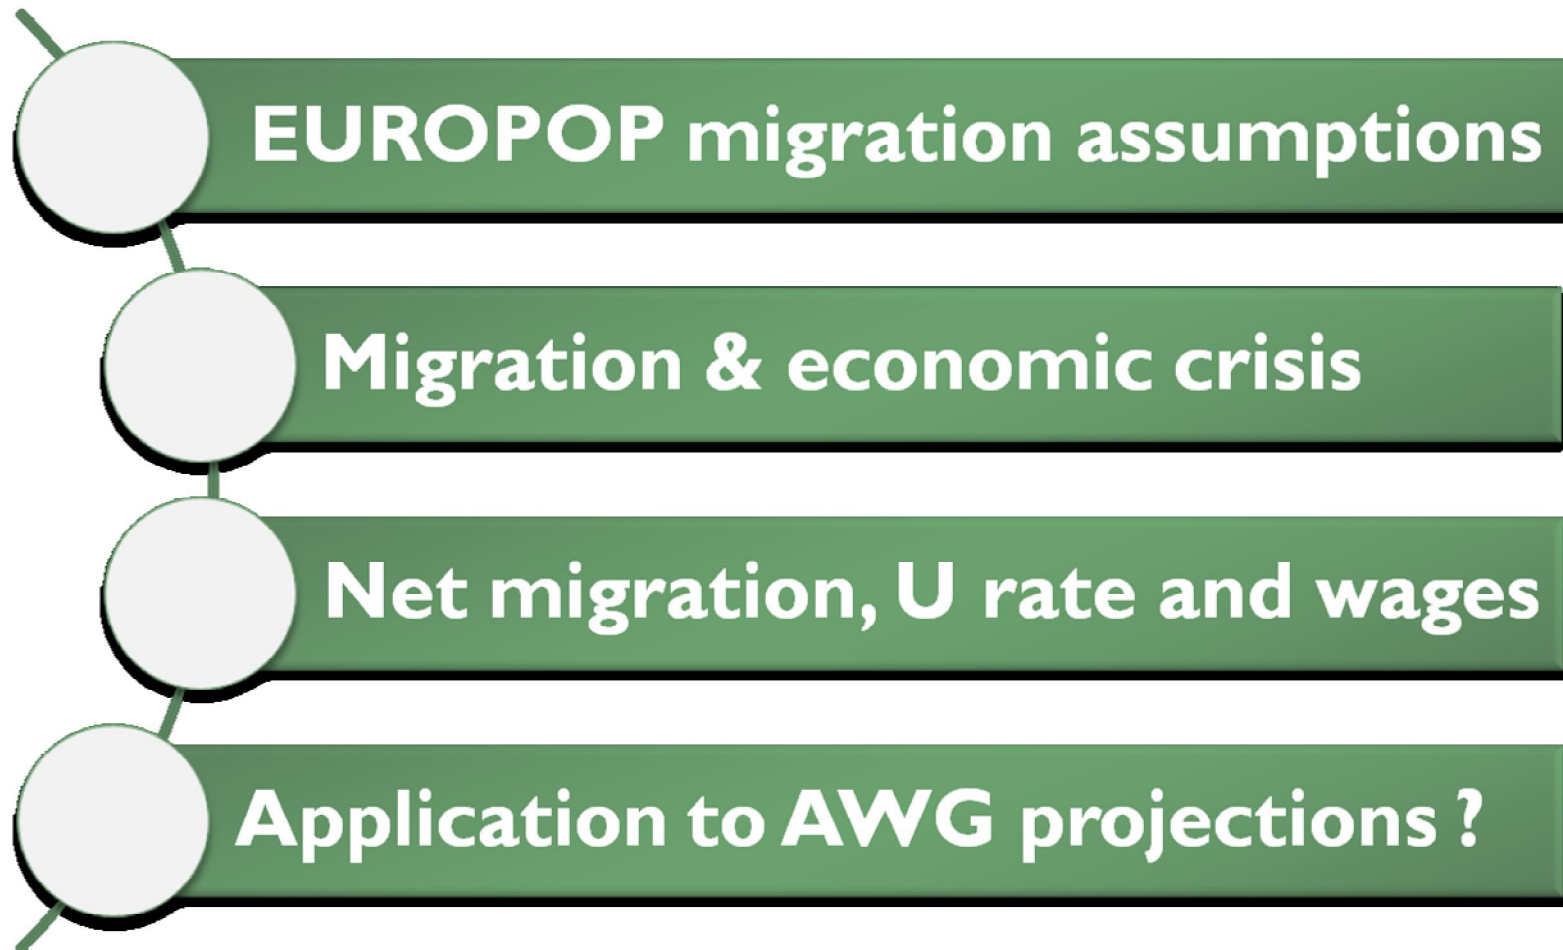 EUROPOP migration assumptions
Migration & economic crisis
Net migration, U rate and wages
Application to AWG projections ?